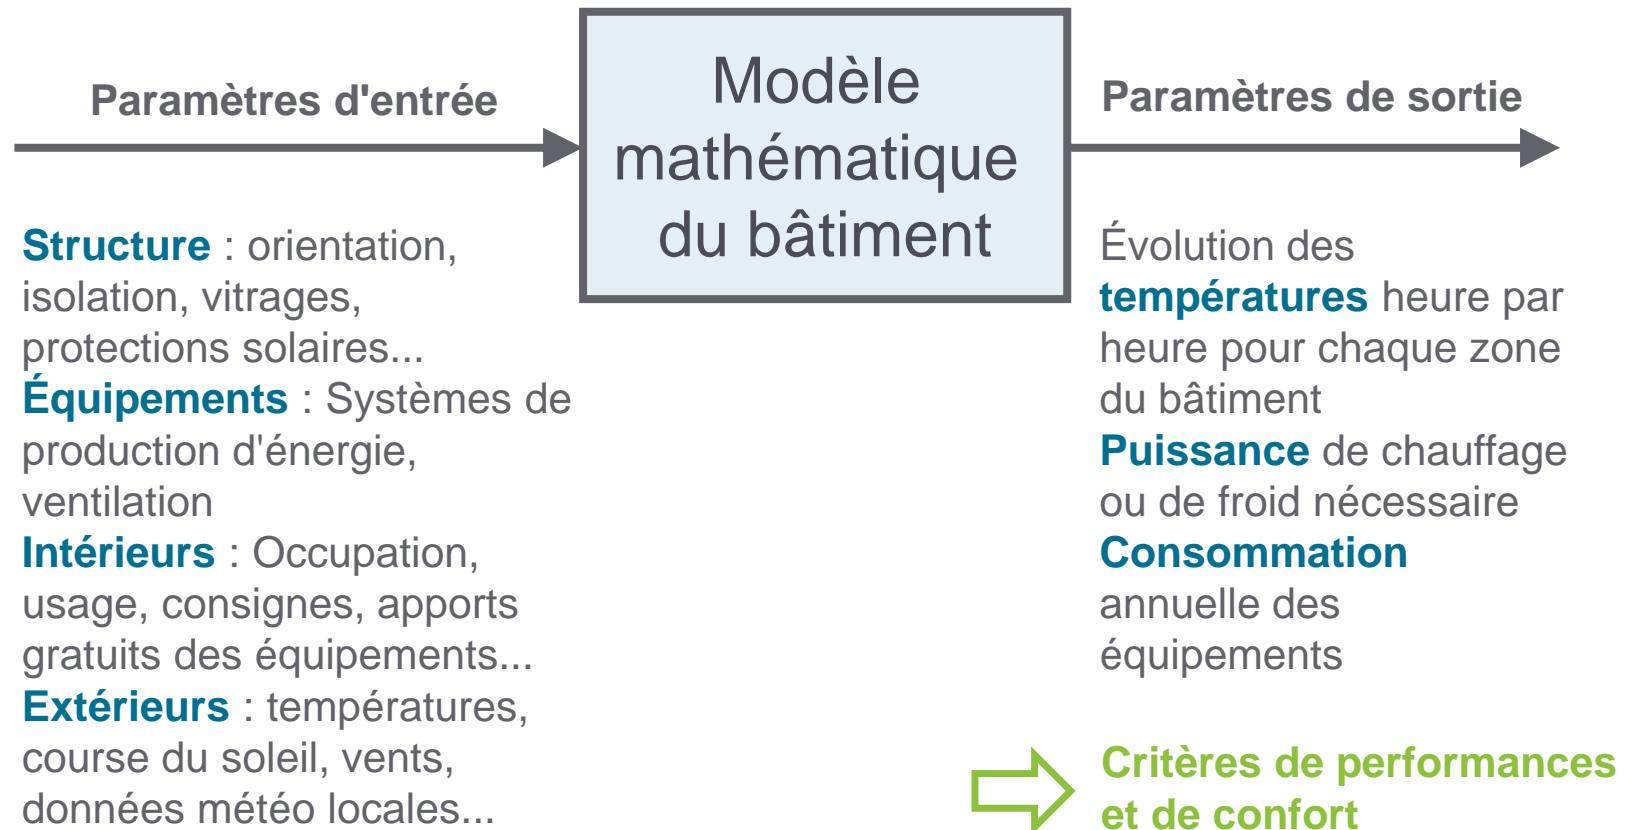 Paramètres d'entrée
Modèle
mathématique
du bâtiment
Paramètres de sortie
Structure : orientation,
isolation, vitrages,
protections solaires...
Équipements : Systèmes de
production d'énergie,
ventilation
Intérieurs : Occupation,
usage, consignes, apports
gratuits des équipements...
Extérieurs : températures,
course du soleil, vents,
données météo locales...
Évolution des
températures heure par
heure pour chaque zone
du bâtiment
Puissance de chauffage
ou de froid nécessaire
Consommation
annuelle des
équipements
Critères de performances
et de confort